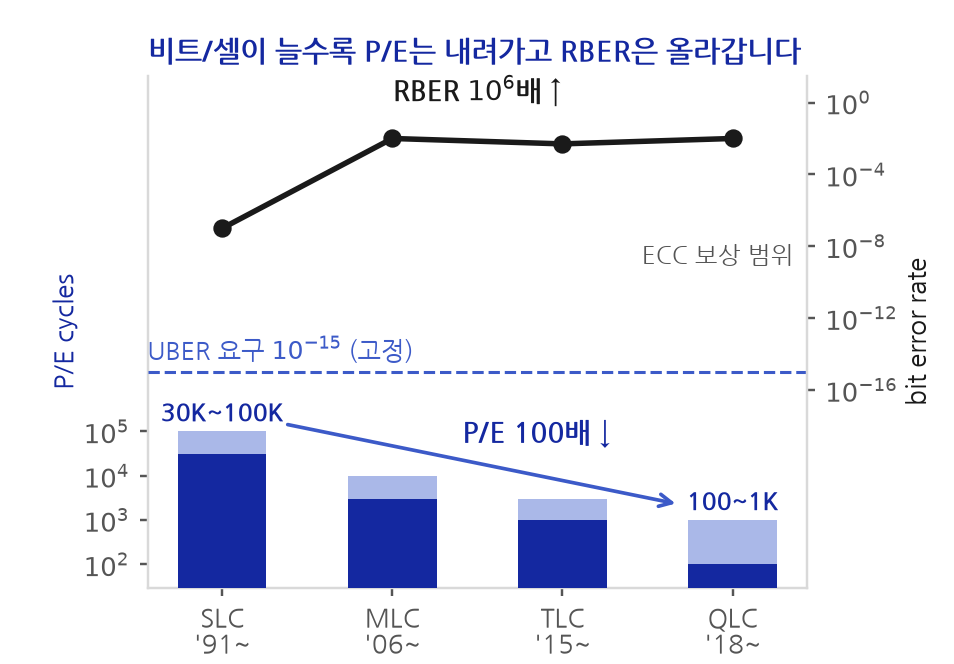 비트/셀이 늘수록 P/E는 내려가고 RBER은 올라갑니다
RBER 10⁶배 ↑
10⁰
10⁻⁴
10⁻⁸
10⁻¹²
10⁻¹⁶
bit error rate
ECC 보상 범위
UBER 요구 10⁻¹⁵ (고정)
P/E cycles
30K~100K
P/E 100배 ↓
100~1K
10⁵
10⁴
10³
10²
SLC
'91~
MLC
'06~
TLC
'15~
QLC
'18~